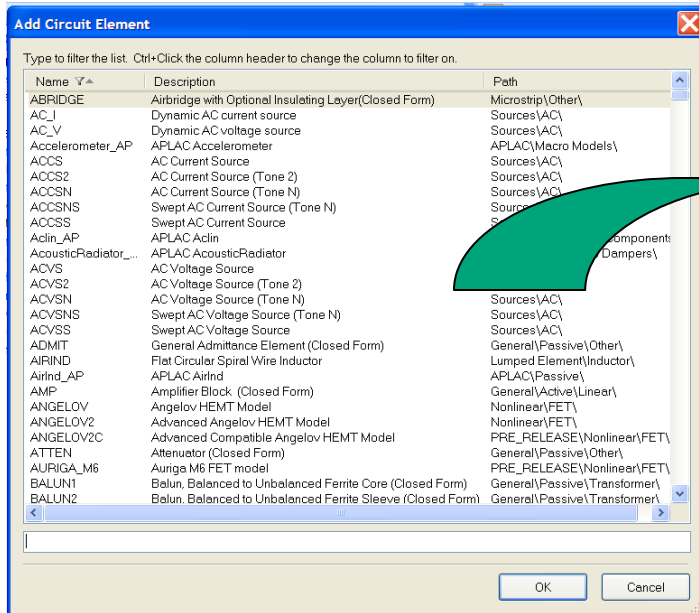 Add Circuit Element
Type to filter the list. Ctrl+Click the column header to change the column to filter on.
Name Description Path
ABRIDGE Airbridge with Optional Insulating Layer(Closed Form) Microstrip\Other\
AC_I Dynamic AC current source Sources\AC\
AC_V Dynamic AC voltage source Sources\AC\
Accelerometer_AP APLAC Accelerometer APLAC\Macro Models\
ACCS AC Current Source Sources\AC\
ACCS2 AC Current Source (Tone 2) Sources\AC\
ACCSN AC Current Source (Tone N) Sources\AC\
ACCSNS Swept AC Current Source (Tone N) Sources\AC\
ACCSS Swept AC Current Source
Aclin_AP APLAC Aclin omponents
AcousticRadiator_... APLAC AcousticRadiator Dampers\
ACVS AC Voltage Source
ACVS2 AC Voltage Source (Tone 2)
ACVSN AC Voltage Source (Tone N) Sources\AC\
ACVSNS Swept AC Voltage Source (Tone N) Sources\AC\
ACVSS Swept AC Voltage Source Sources\AC\
ADMIT General Admittance Element (Closed Form) General\Passive\Other\
AIRIND Flat Circular Spiral Wire Inductor Lumped Element\Inductor\
AirInd_AP APLAC AirInd APLAC\Passive\
AMP Amplifier Block (Closed Form) General\Active\Linear\
ANGELOV Angelov HEMT Model Nonlinear\FET\
ANGELOV2 Advanced Angelov HEMT Model Nonlinear\FET\
ANGELOV2C Advanced Compatible Angelov HEMT Model PRE_RELEASE\Nonlinear\FET\
ATTEN Attenuator (Closed Form) General\Passive\Other\
AURIGA_M6 Auriga M6 FET model PRE_RELEASE\Nonlinear\FET\
BALUN1 Balun, Balanced to Unbalanced Ferrite Core (Closed Form) General\Passive\Transformer\
BALUN2 Balun, Balanced to Unbalanced Ferrite Sleeve (Closed Form) General\Passive\Transformer\
OK Cancel